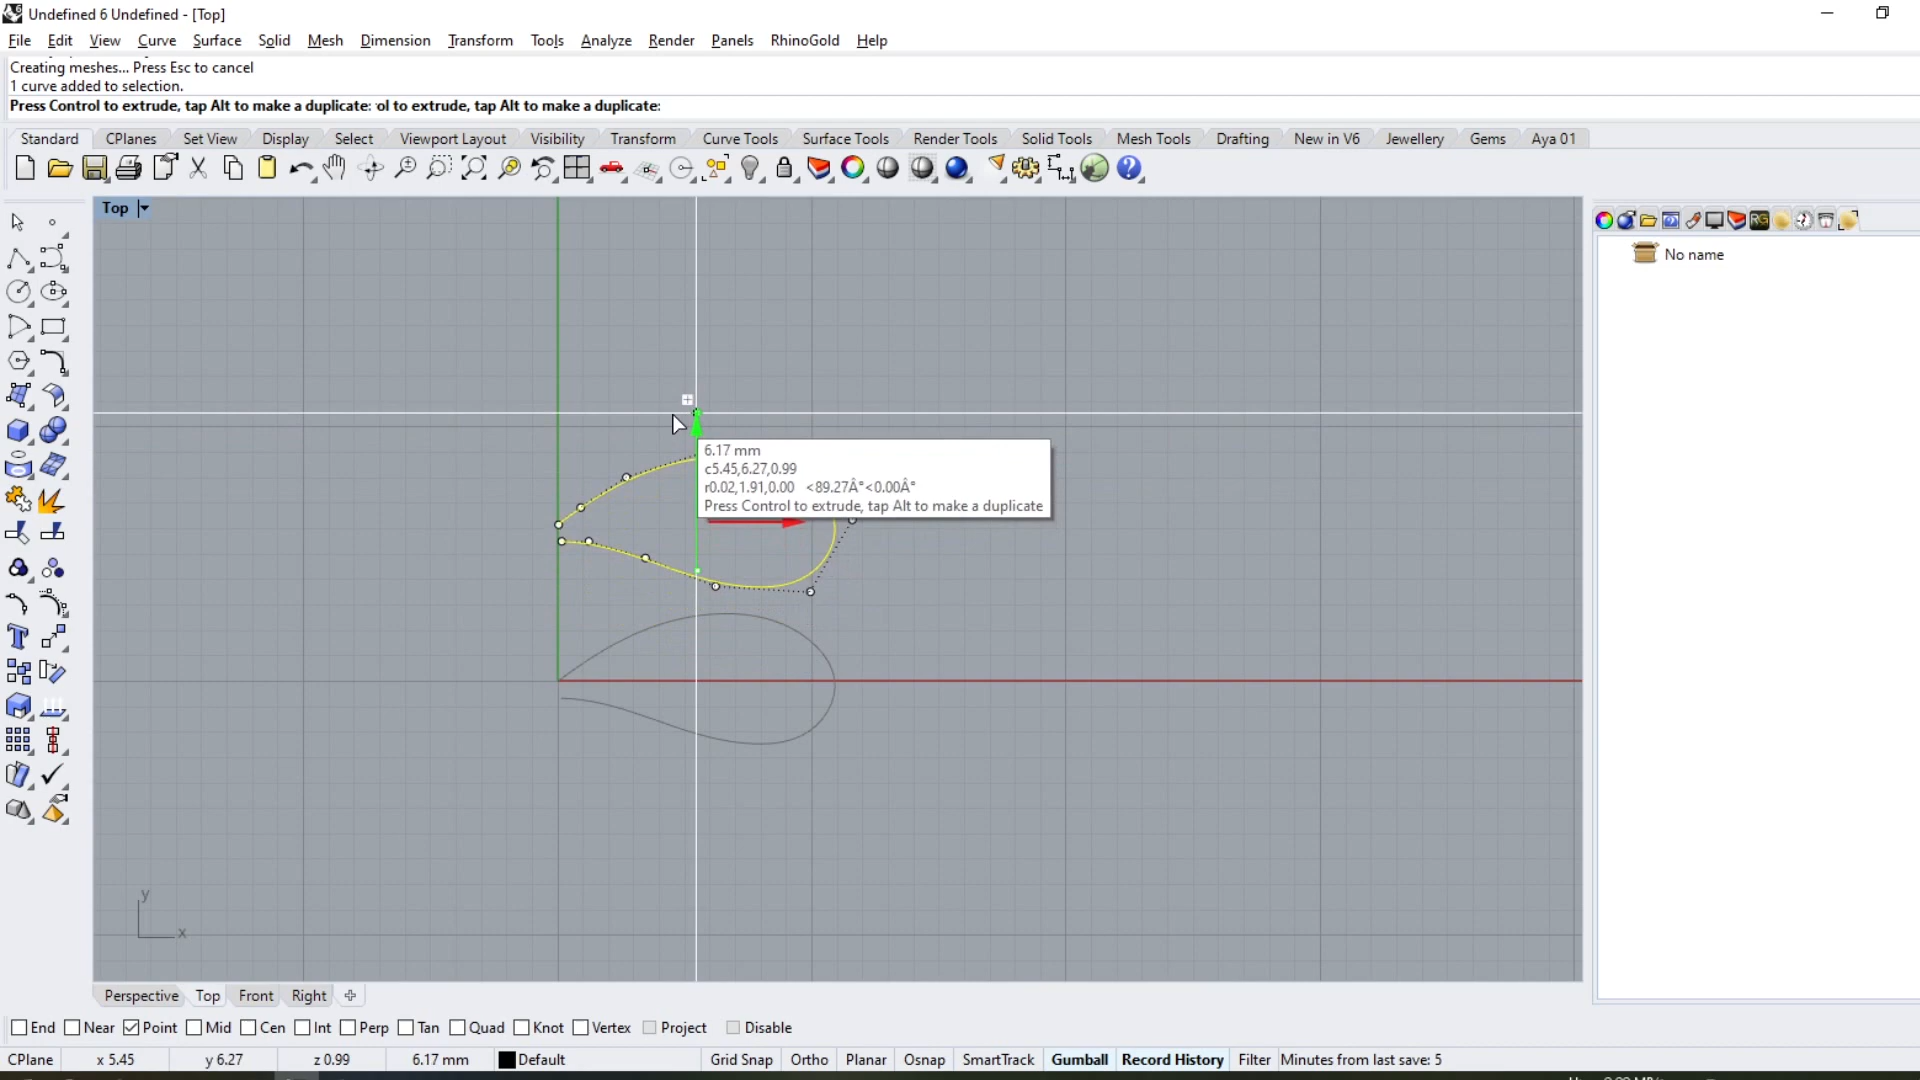 Undefined 6 Undefined - [Top]
File Edit View Curve Surface Solid Mesh Dimension Transform Tools Analyze Render Panels RhinoGold Help
Creating meshes... Press Esc to cancel
1 curve added to selection.
Press Control to extrude, tap Alt to make a duplicate: ol to extrude, tap Alt to make a duplicate:
Standard CPlanes Set View Display Select Viewport Layout Visibility Transform Curve Tools Surface Tools Render Tools Solid Tools Mesh Tools Drafting New in V6 Jewellery Gems Aya 01
Top
RG
No name
6.17 mm
c5.45,6.27,0.99
r0.02,1.91,0.00 <89.27Â°<0.00Â°
Press Control to extrude, tap Alt to make a duplicate
y
x
Perspective Top Front Right
End Near Point Mid Cen Int Perp Tan Quad Knot Vertex Project Disable
CPlane x 5.45 y 6.27 z 0.99 6.17 mm Default Grid Snap Ortho Planar Osnap SmartTrack Gumball Record History Filter Minutes from last save: 5